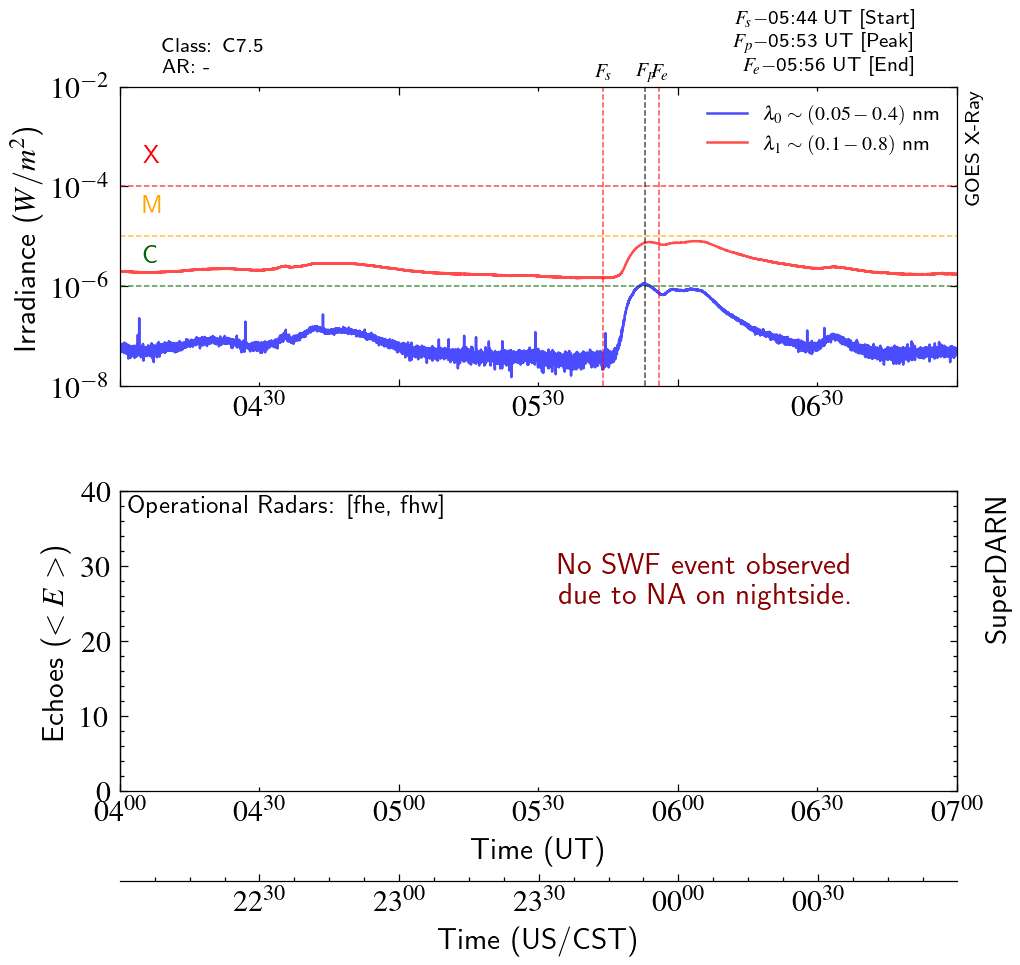 F_s−05:44 UT [Start]
Class: C7.5
F_p−05:53 UT [Peak]
AR: -
F_e−05:56 UT [End]
F_s F_p F_e
10^−2
λ_0 ∼ (0.05 – 0.4) nm
λ_1 ∼ (0.1 – 0.8) nm
X
10^−4
M
C
10^−6
10^−8
Irradiance (W/m^2)
GOES X-Ray
04^30 05^30 06^30
40
Operational Radars: [fhe, fhw]
No SWF event observed
due to NA on nightside.
30
20
10
0
Echoes (< E >)
SuperDARN
04^00 04^30 05^00 05^30 06^00 06^30 07^00
Time (UT)
22^30 23^00 23^30 00^00 00^30
Time (US/CST)